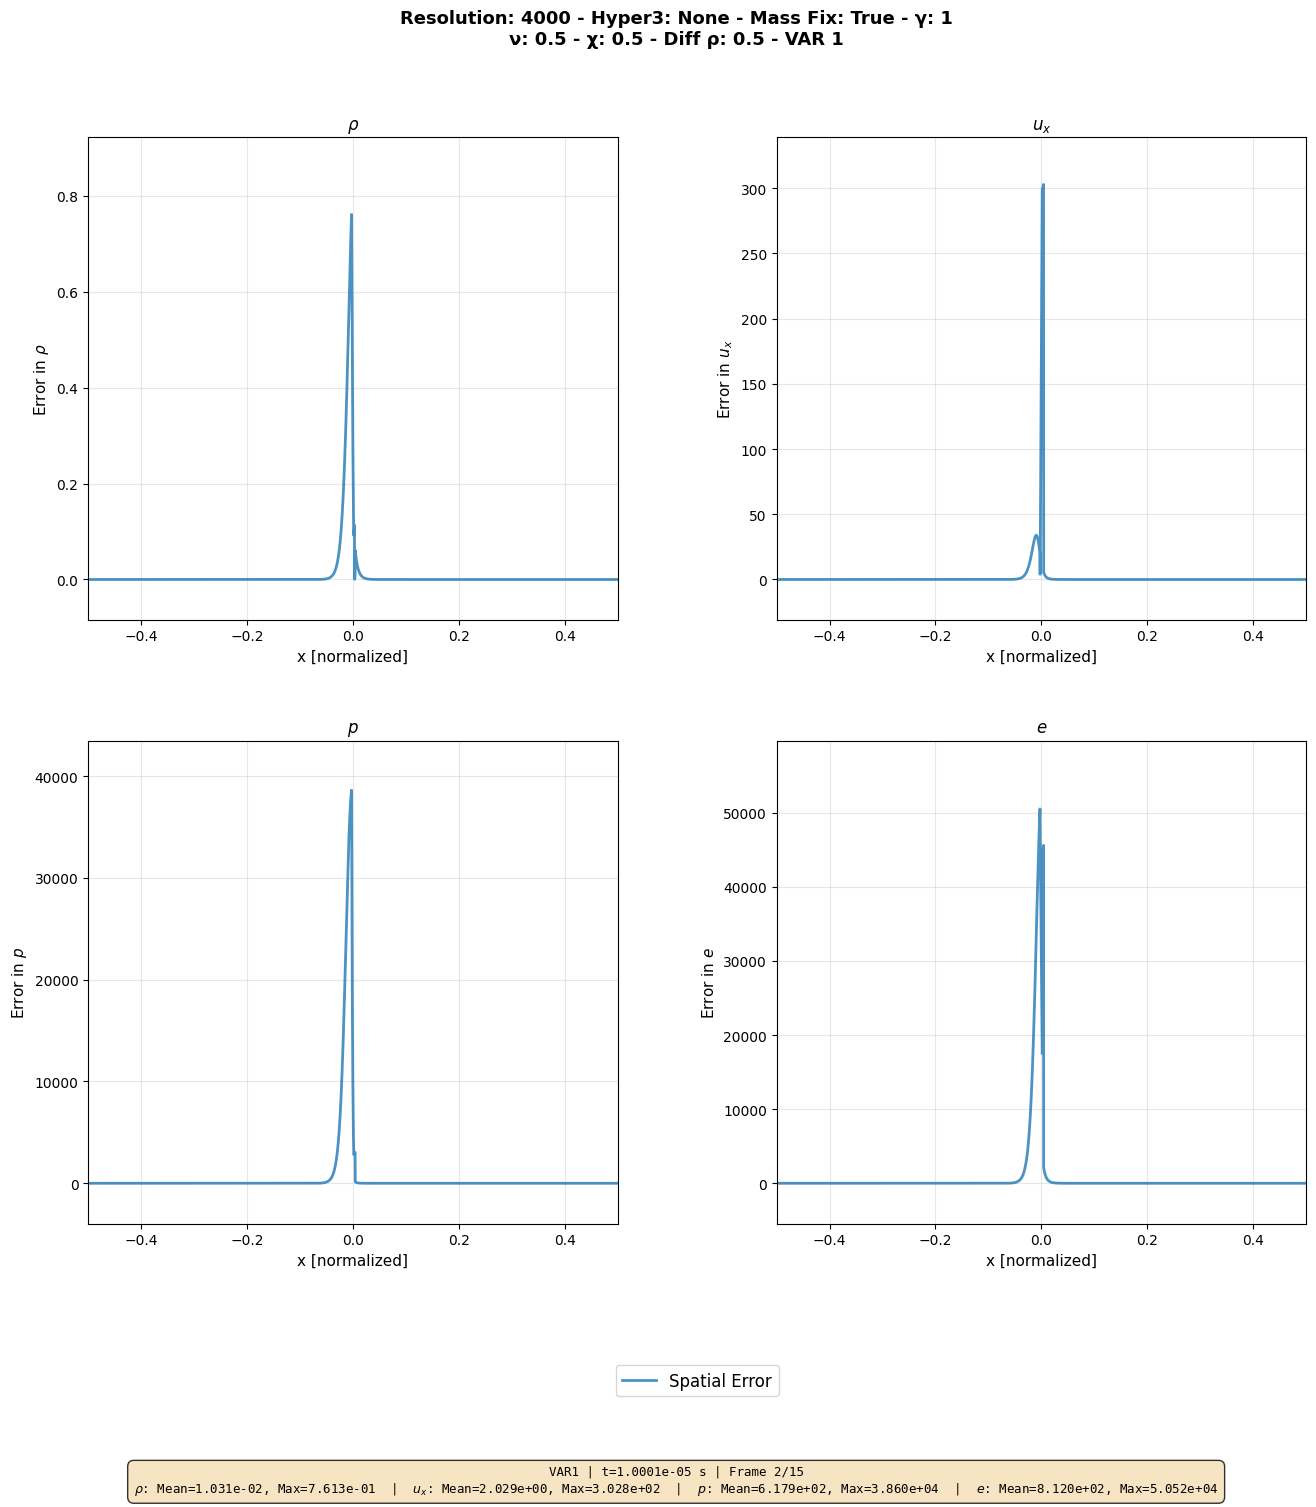 Resolution: 4000 - Hyper3: None - Mass Fix: True - γ: 1
ν: 0.5 - χ: 0.5 - Diff ρ: 0.5 - VAR 1
ρ
Error in ρ
0.8
0.6
0.4
0.2
0.0
−0.4 −0.2 0.0 0.2 0.4
x [normalized]
u_x
Error in u_x
300
250
200
150
100
50
0
−0.4 −0.2 0.0 0.2 0.4
x [normalized]
p
Error in p
40000
30000
20000
10000
0
−0.4 −0.2 0.0 0.2 0.4
x [normalized]
e
Error in e
50000
40000
30000
20000
10000
0
−0.4 −0.2 0.0 0.2 0.4
x [normalized]
Spatial Error
VAR1 | t=1.0001e-05 s | Frame 2/15
ρ: Mean=1.031e-02, Max=7.613e-01 | u_x: Mean=2.029e+00, Max=3.028e+02 | p: Mean=6.179e+02, Max=3.860e+04 | e: Mean=8.120e+02, Max=5.052e+04